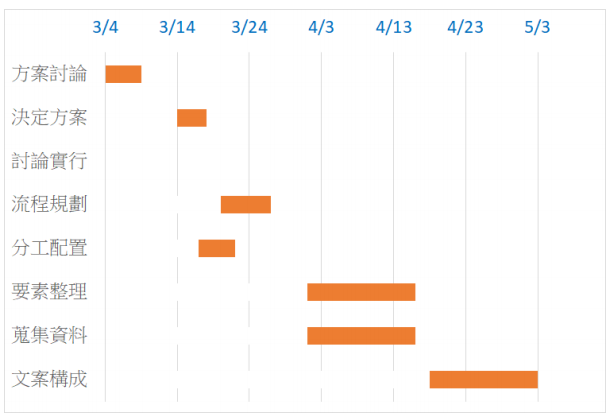 3/4 3/14 3/24 4/3 4/13 4/23 5/3
方案討論
決定方案
討論實行
流程規劃
分工配置
要素整理
蒐集資料
文案構成